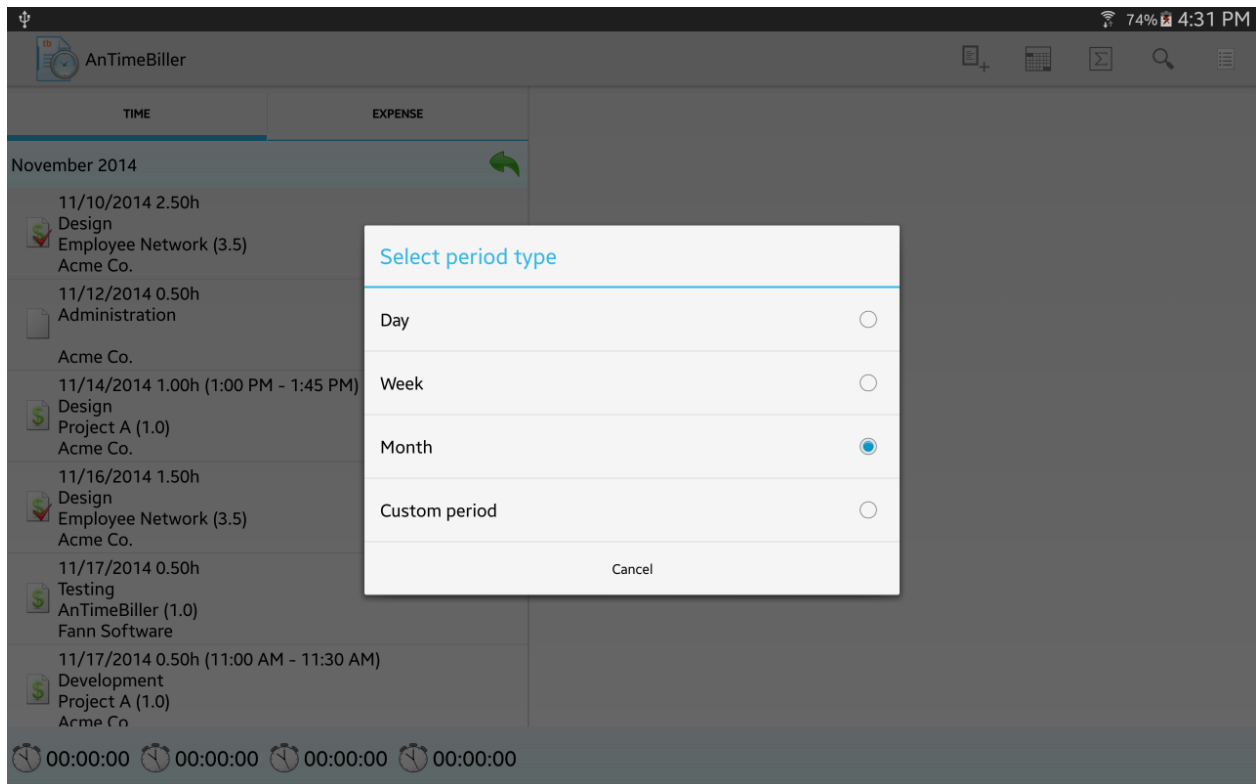 74% 4:31 PM
tb
AnTimeBiller
TIME
EXPENSE
November 2014
11/10/2014 2.50h
Design
Employee Network (3.5)
Acme Co.
11/12/2014 0.50h
Administration
Acme Co.
11/14/2014 1.00h (1:00 PM - 1:45 PM)
Design
Project A (1.0)
Acme Co.
11/16/2014 1.50h
Design
Employee Network (3.5)
Acme Co.
11/17/2014 0.50h
Testing
AnTimeBiller (1.0)
Fann Software
11/17/2014 0.50h (11:00 AM - 11:30 AM)
Development
Project A (1.0)
Acme Co
Select period type
Day
Week
Month
Custom period
Cancel
00:00:00 00:00:00 00:00:00 00:00:00